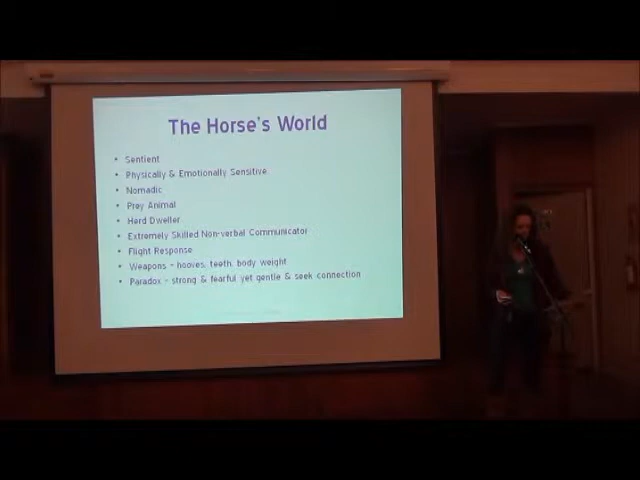 The Horse's World
• Sentient
• Physically & Emotionally Sensitive
• Nomadic
• Prey Animal
• Herd Dweller
• Extremely Skilled Non-verbal Communicator
• Flight Response
• Weapons - hooves, teeth, body weight
• Paradox - strong & fearful yet gentle & seek connection